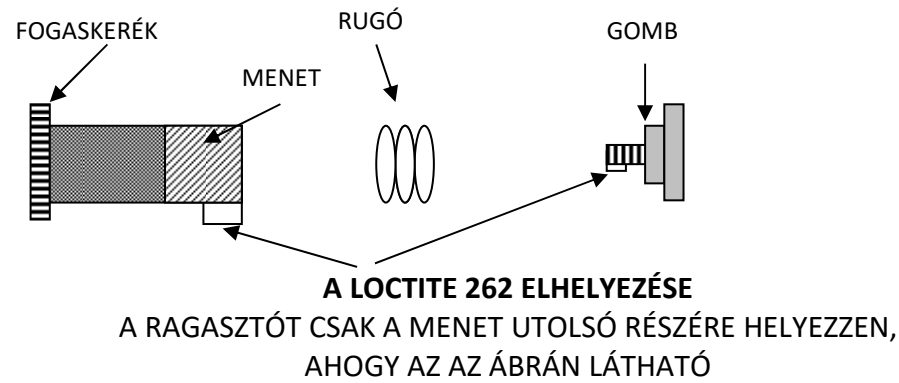 FOGASKERÉK
RUGÓ
GOMB
MENET
A LOCTITE 262 ELHELYEZÉSE
A RAGASZTÓT CSAK A MENET UTOLSÓ RÉSZÉRE HELYEZZEN,
AHOGY AZ AZ ÁBRÁN LÁTHATÓ